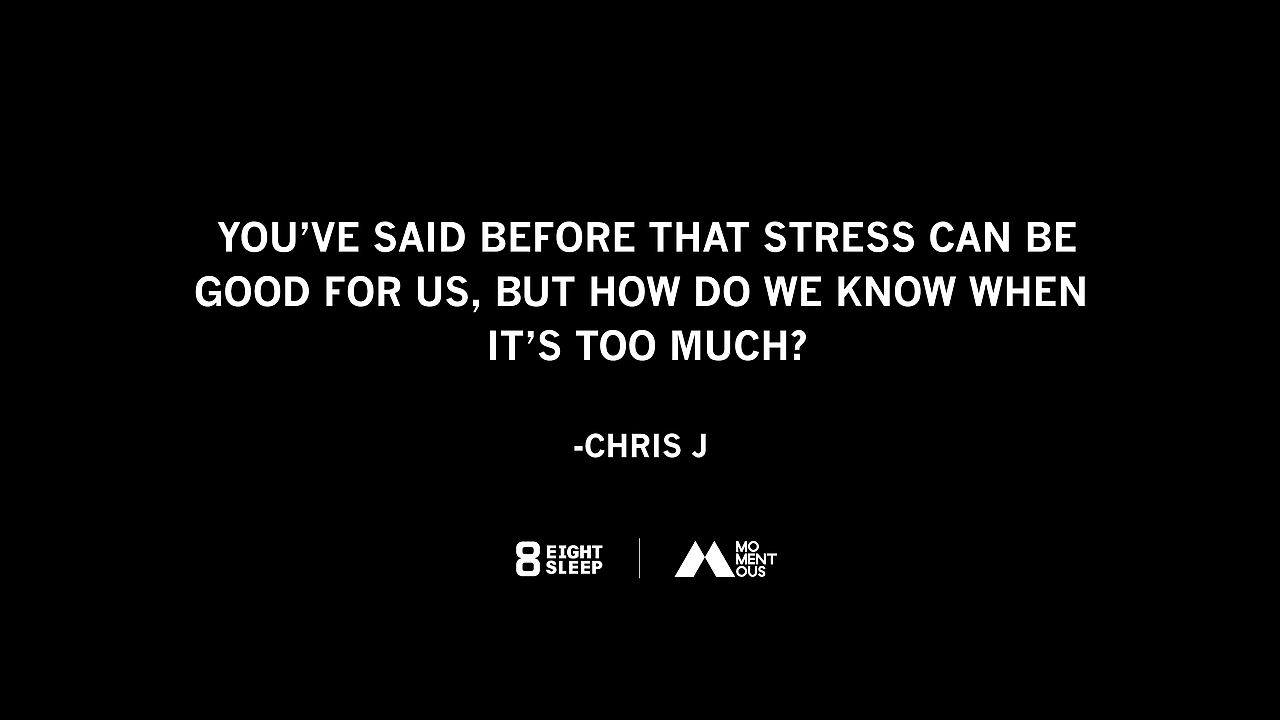 YOU’VE SAID BEFORE THAT STRESS CAN BE
GOOD FOR US, BUT HOW DO WE KNOW WHEN
IT’S TOO MUCH?
-CHRIS J
8 EIGHT
SLEEP
MO
MENT
OUS